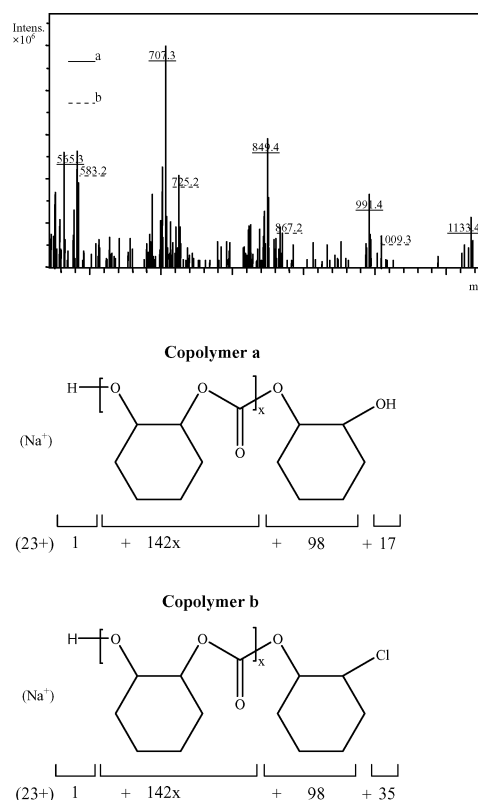 Intens.
×10⁶
a
b
707.3
565.3
583.2
725.2
849.4
867.2
991.4
1009.3
1133.4
m
Copolymer a
H
O
O
O
x
OH
(Na⁺)
O
(23+) 1 + 142x + 98 + 17
Copolymer b
H
O
O
O
x
Cl
(Na⁺)
O
(23+) 1 + 142x + 98 + 35